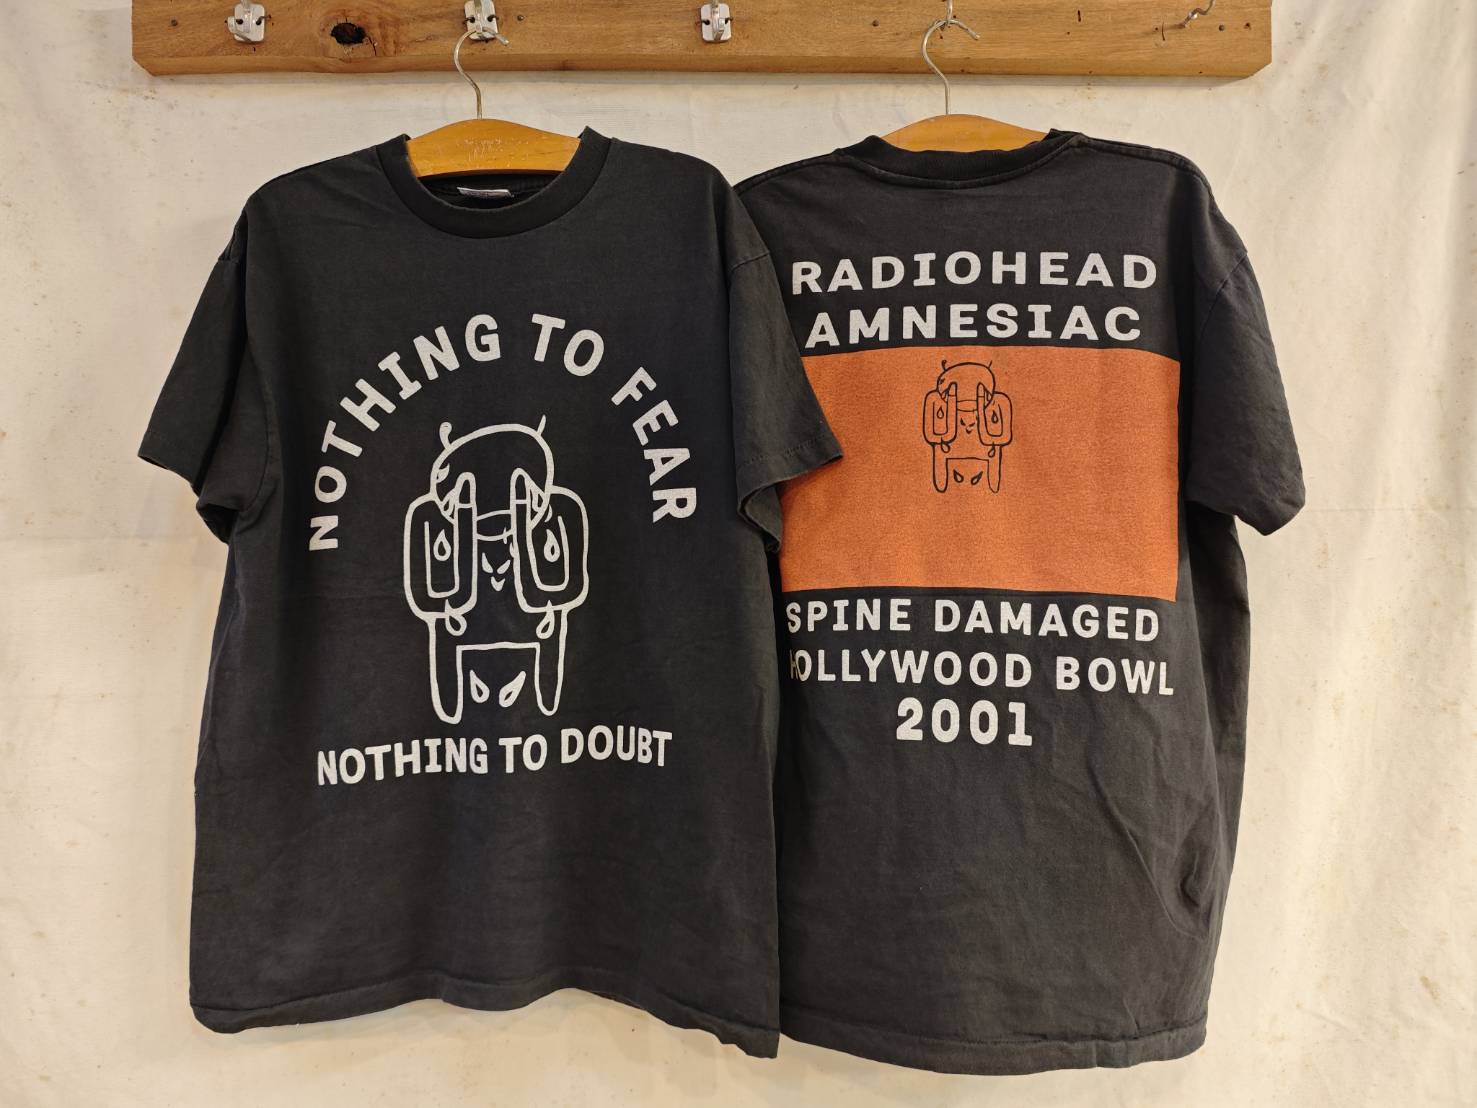 NOTHING TO FEAR
NOTHING TO DOUBT
RADIOHEAD
AMNESIAC
SPINE DAMAGED
HOLLYWOOD BOWL
2001